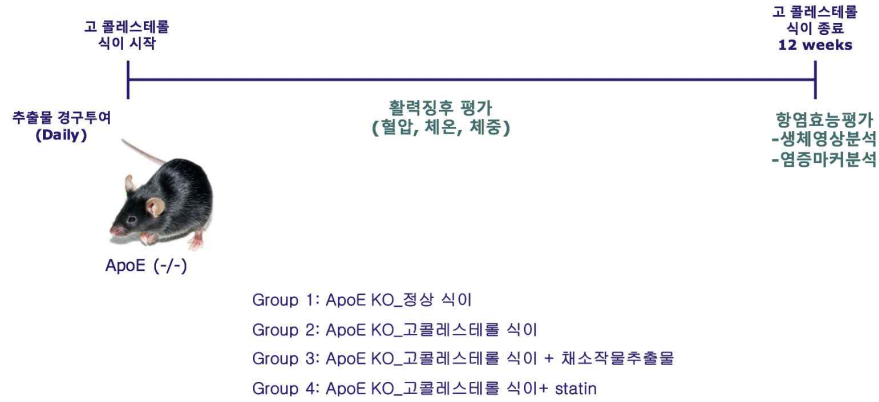 고 콜레스테롤
식이 시작
고 콜레스테롤
식이 종료
12 weeks
추출물 경구투여
(Daily)
활력징후 평가
(혈압, 체온, 체중)
항염효능평가
-생체영상분석
-염증마커분석
ApoE (-/-)
Group 1: ApoE KO_정상 식이
Group 2: ApoE KO_고콜레스테롤 식이
Group 3: ApoE KO_고콜레스테롤 식이 + 채소작물추출물
Group 4: ApoE KO_고콜레스테롤 식이+ statin